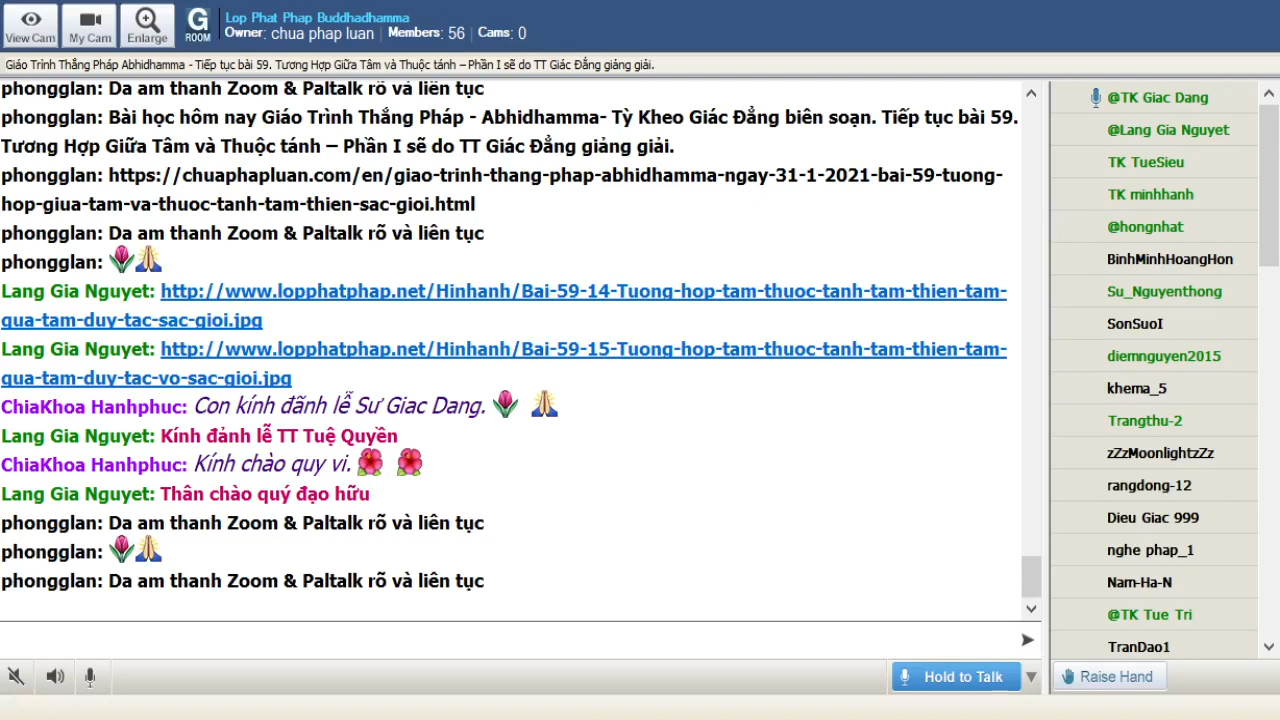 View Cam
My Cam
Enlarge
G
ROOM
Lop Phat Phap Buddhadhamma
Owner: chua phap luan | Members: 56 | Cams: 0
Giáo Trình Thắng Pháp Abhidhamma - Tiếp tục bài 59. Tương Hợp Giữa Tâm và Thuộc tánh – Phần I sẽ do TT Giác Đẳng giảng giải.
phongglan: Da am thanh Zoom & Paltalk rõ và liên tục
phongglan: Bài học hôm nay Giáo Trình Thắng Pháp - Abhidhamma- Tỳ Kheo Giác Đẳng biên soạn. Tiếp tục bài 59.
Tương Hợp Giữa Tâm và Thuộc tánh – Phần I sẽ do TT Giác Đẳng giảng giải.
phongglan: https://chuaphapluan.com/en/giao-trinh-thang-phap-abhidhamma-ngay-31-1-2021-bai-59-tuong-
hop-giua-tam-va-thuoc-tanh-tam-thien-sac-gioi.html
phongglan: Da am thanh Zoom & Paltalk rõ và liên tục
phongglan:
Lang Gia Nguyet: http://www.lopphatphap.net/Hinhanh/Bai-59-14-Tuong-hop-tam-thuoc-tanh-tam-thien-tam-
qua-tam-duy-tac-sac-gioi.jpg
Lang Gia Nguyet: http://www.lopphatphap.net/Hinhanh/Bai-59-15-Tuong-hop-tam-thuoc-tanh-tam-thien-tam-
qua-tam-duy-tac-vo-sac-gioi.jpg
ChiaKhoa Hanhphuc: Con kính đãnh lễ Sư Giac Dang.
Lang Gia Nguyet: Kính đảnh lễ TT Tuệ Quyền
ChiaKhoa Hanhphuc: Kính chào quy vi.
Lang Gia Nguyet: Thân chào quý đạo hữu
phongglan: Da am thanh Zoom & Paltalk rõ và liên tục
phongglan:
phongglan: Da am thanh Zoom & Paltalk rõ và liên tục
@TK Giac Dang
@Lang Gia Nguyet
TK TueSieu
TK minhhanh
@hongnhat
BinhMinhHoangHon
Su_Nguyenthong
SonSuoI
diemnguyen2015
khema_5
Trangthu-2
zZzMoonlightzZz
rangdong-12
Dieu Giac 999
nghe phap_1
Nam-Ha-N
@TK Tue Tri
TranDao1
Hold to Talk
Raise Hand